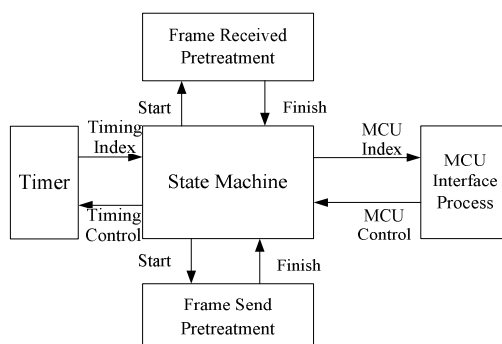 Frame Received
Pretreatment
Start
Finish
Timing
Index
MCU
Index
Timer
State Machine
MCU
Interface
Process
Timing
Control
MCU
Control
Start
Finish
Frame Send
Pretreatment